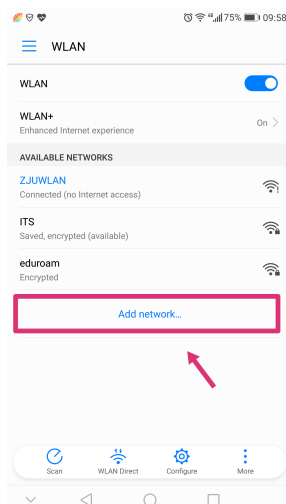 75% 09:58
WLAN
WLAN
WLAN+
Enhanced Internet experience
On
AVAILABLE NETWORKS
ZJUWLAN
Connected (no Internet access)
ITS
Saved, encrypted (available)
eduroam
Encrypted
Add network...
Scan WLAN Direct Configure More